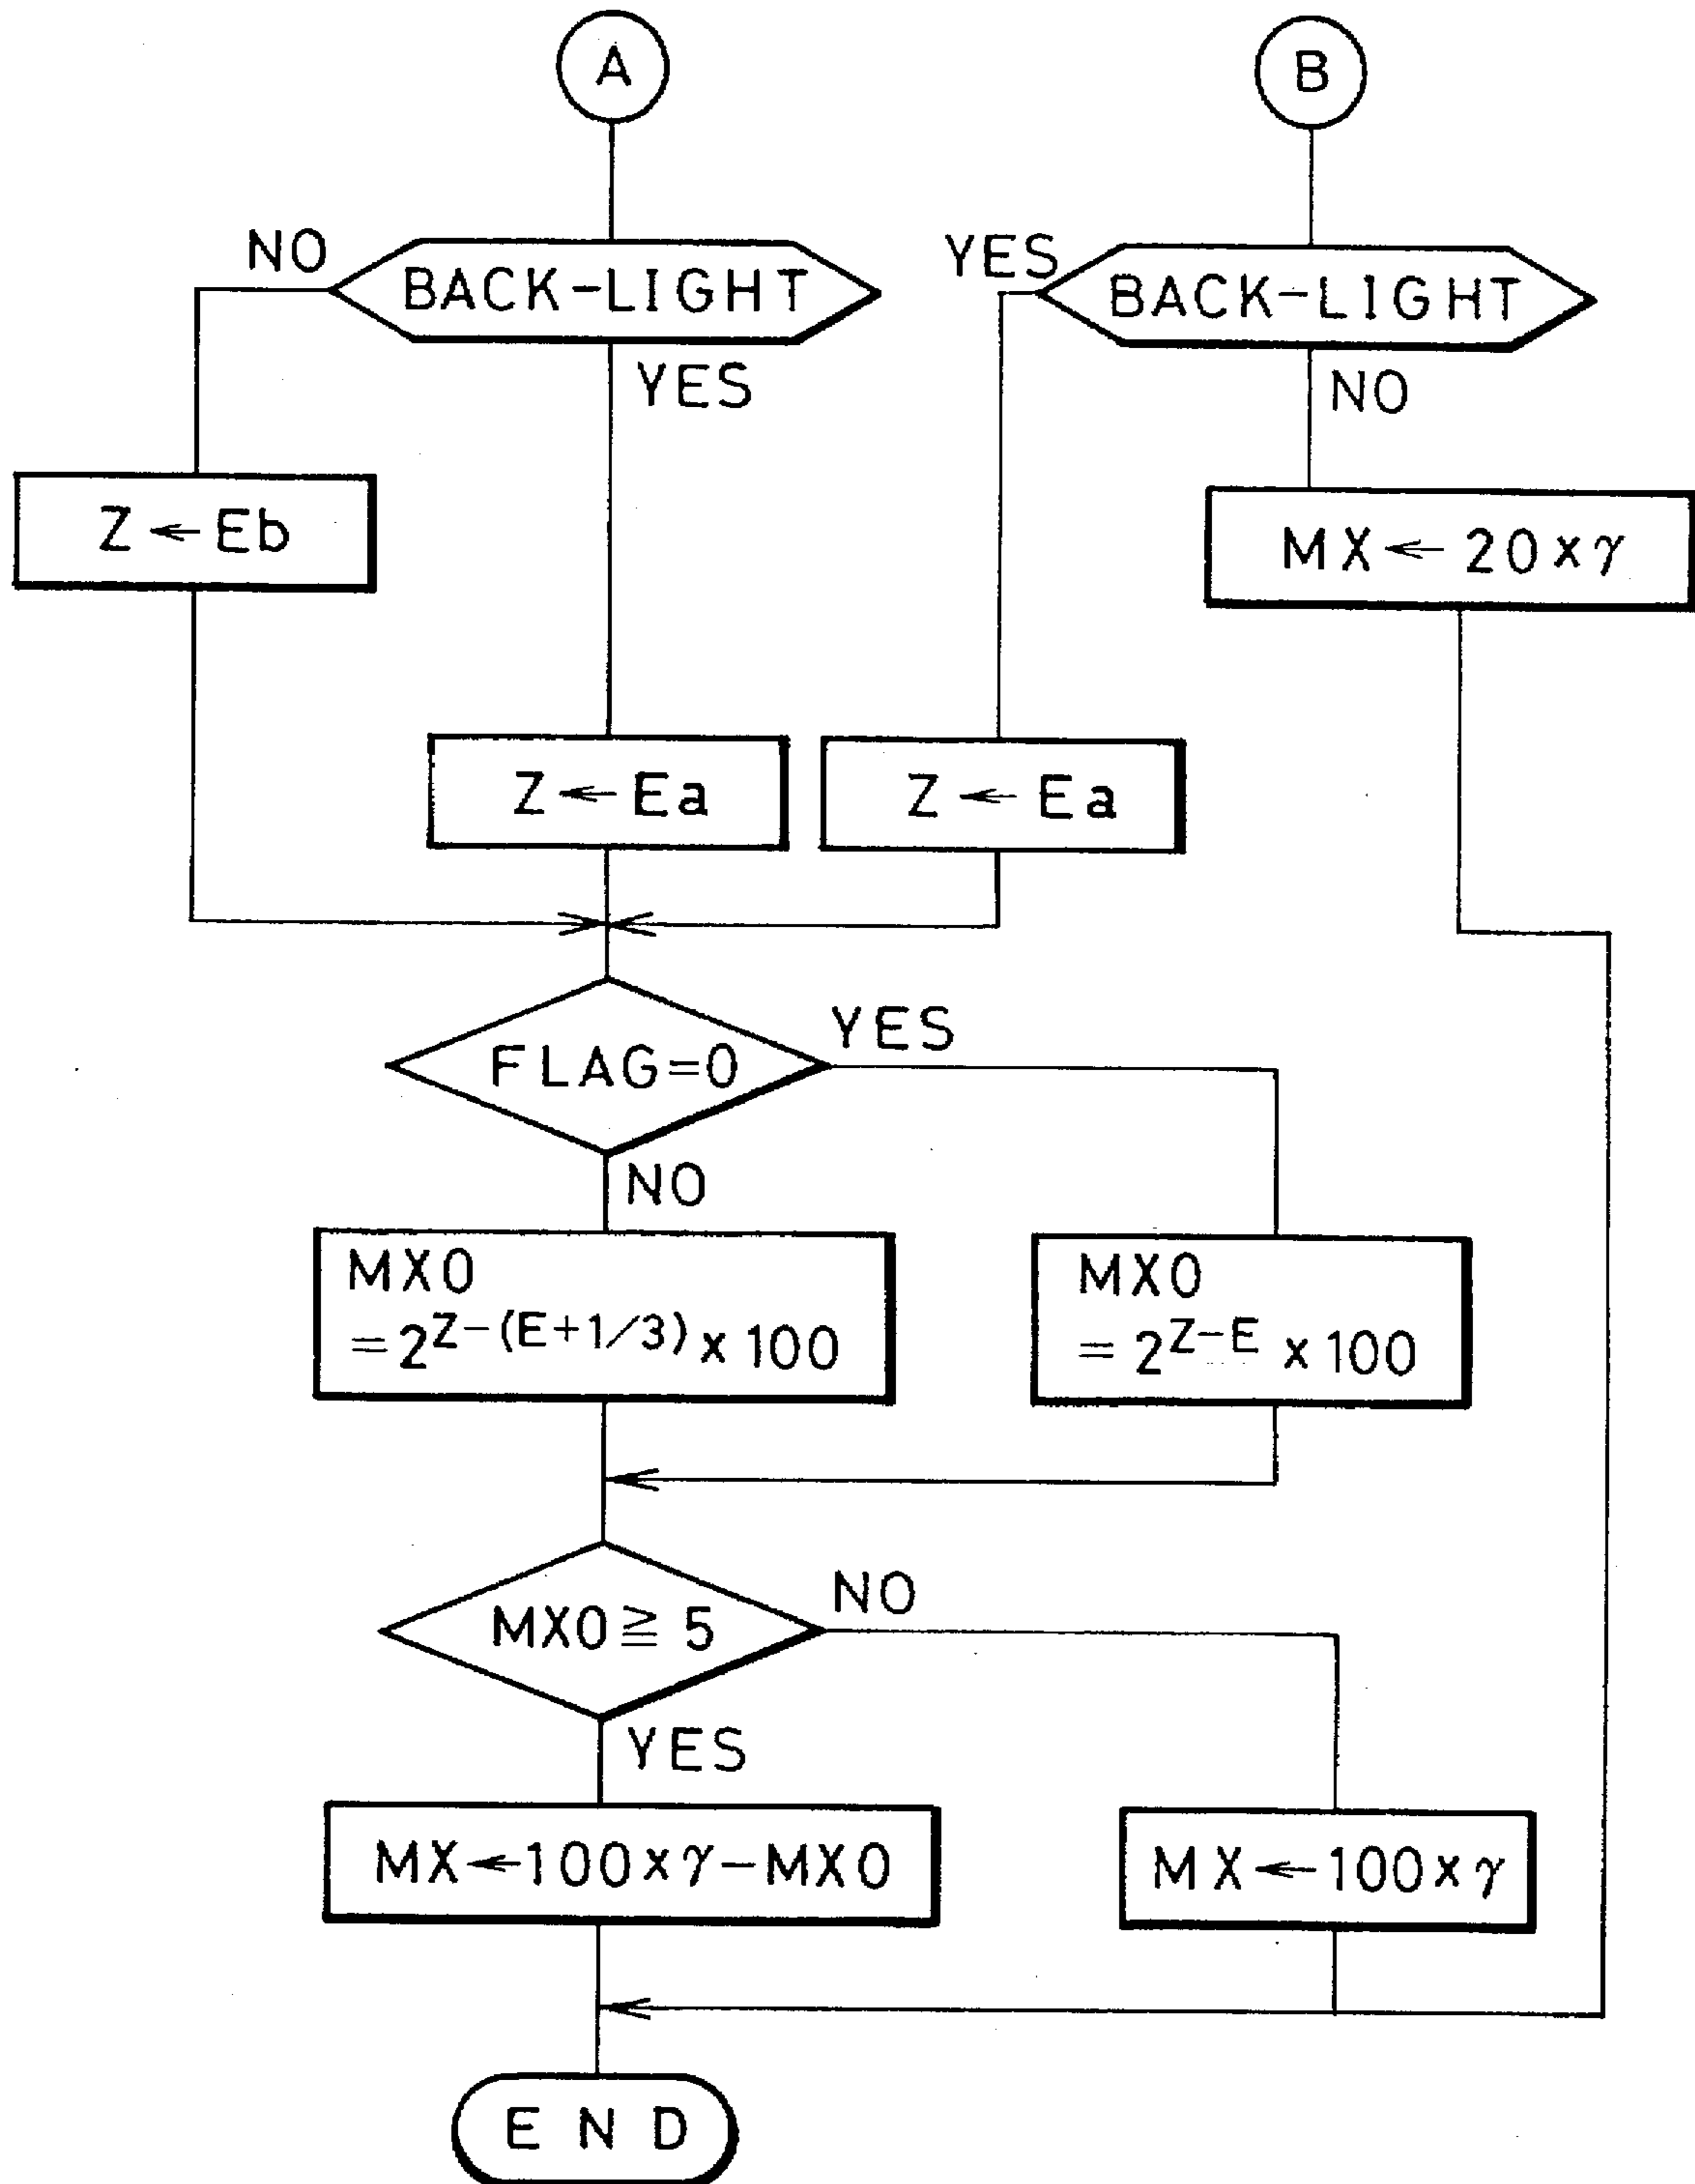 A
B
NO
BACK-LIGHT
YES
YES
BACK-LIGHT
NO
Z ← Eb
MX ← 20 x γ
Z ← Ea
Z ← Ea
FLAG=0
YES
NO
MX0
= 2^{Z-(E+1/3)} x 100
MX0
= 2^{Z-E} x 100
MX0 ≧ 5
NO
YES
MX ← 100 x γ - MX0
MX ← 100 x γ
END